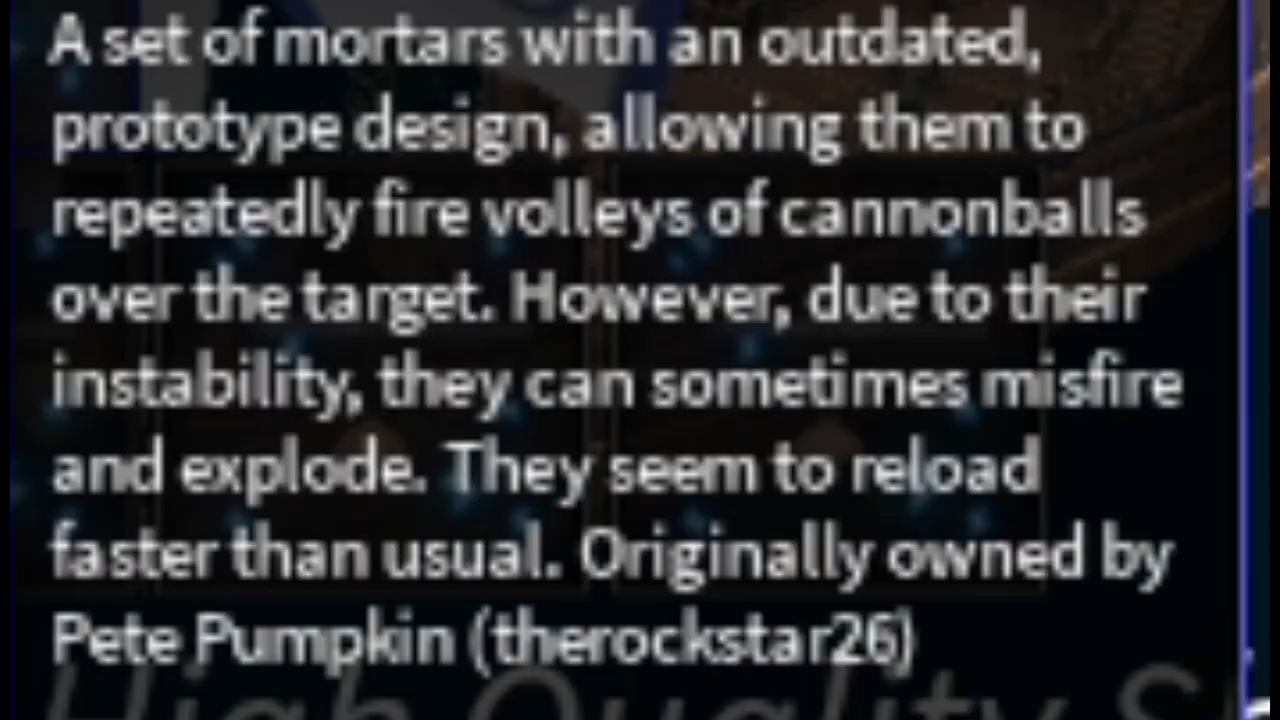 A set of mortars with an outdated,
prototype design, allowing them to
repeatedly fire volleys of cannonballs
over the target. However, due to their
instability, they can sometimes misfire
and explode. They seem to reload
faster than usual. Originally owned by
Pete Pumpkin (therockstar26)
High Quality